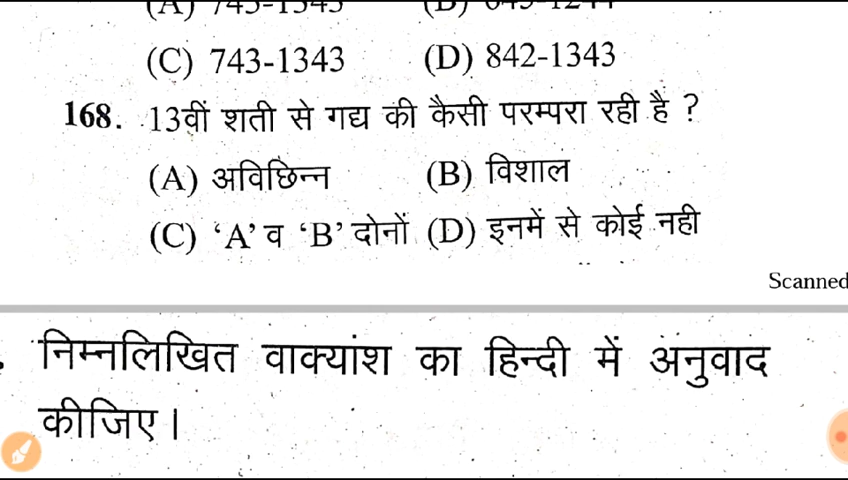 (C) 743-1343 (D) 842-1343
168. 13वीं शती से गद्य की कैसी परम्परा रही है ?
(A) अविछिन्न (B) विशाल
(C) ‘A’ व ‘B’ दोनों (D) इनमें से कोई नही
Scanned
निम्नलिखित वाक्यांश का हिन्दी में अनुवाद
कीजिए।